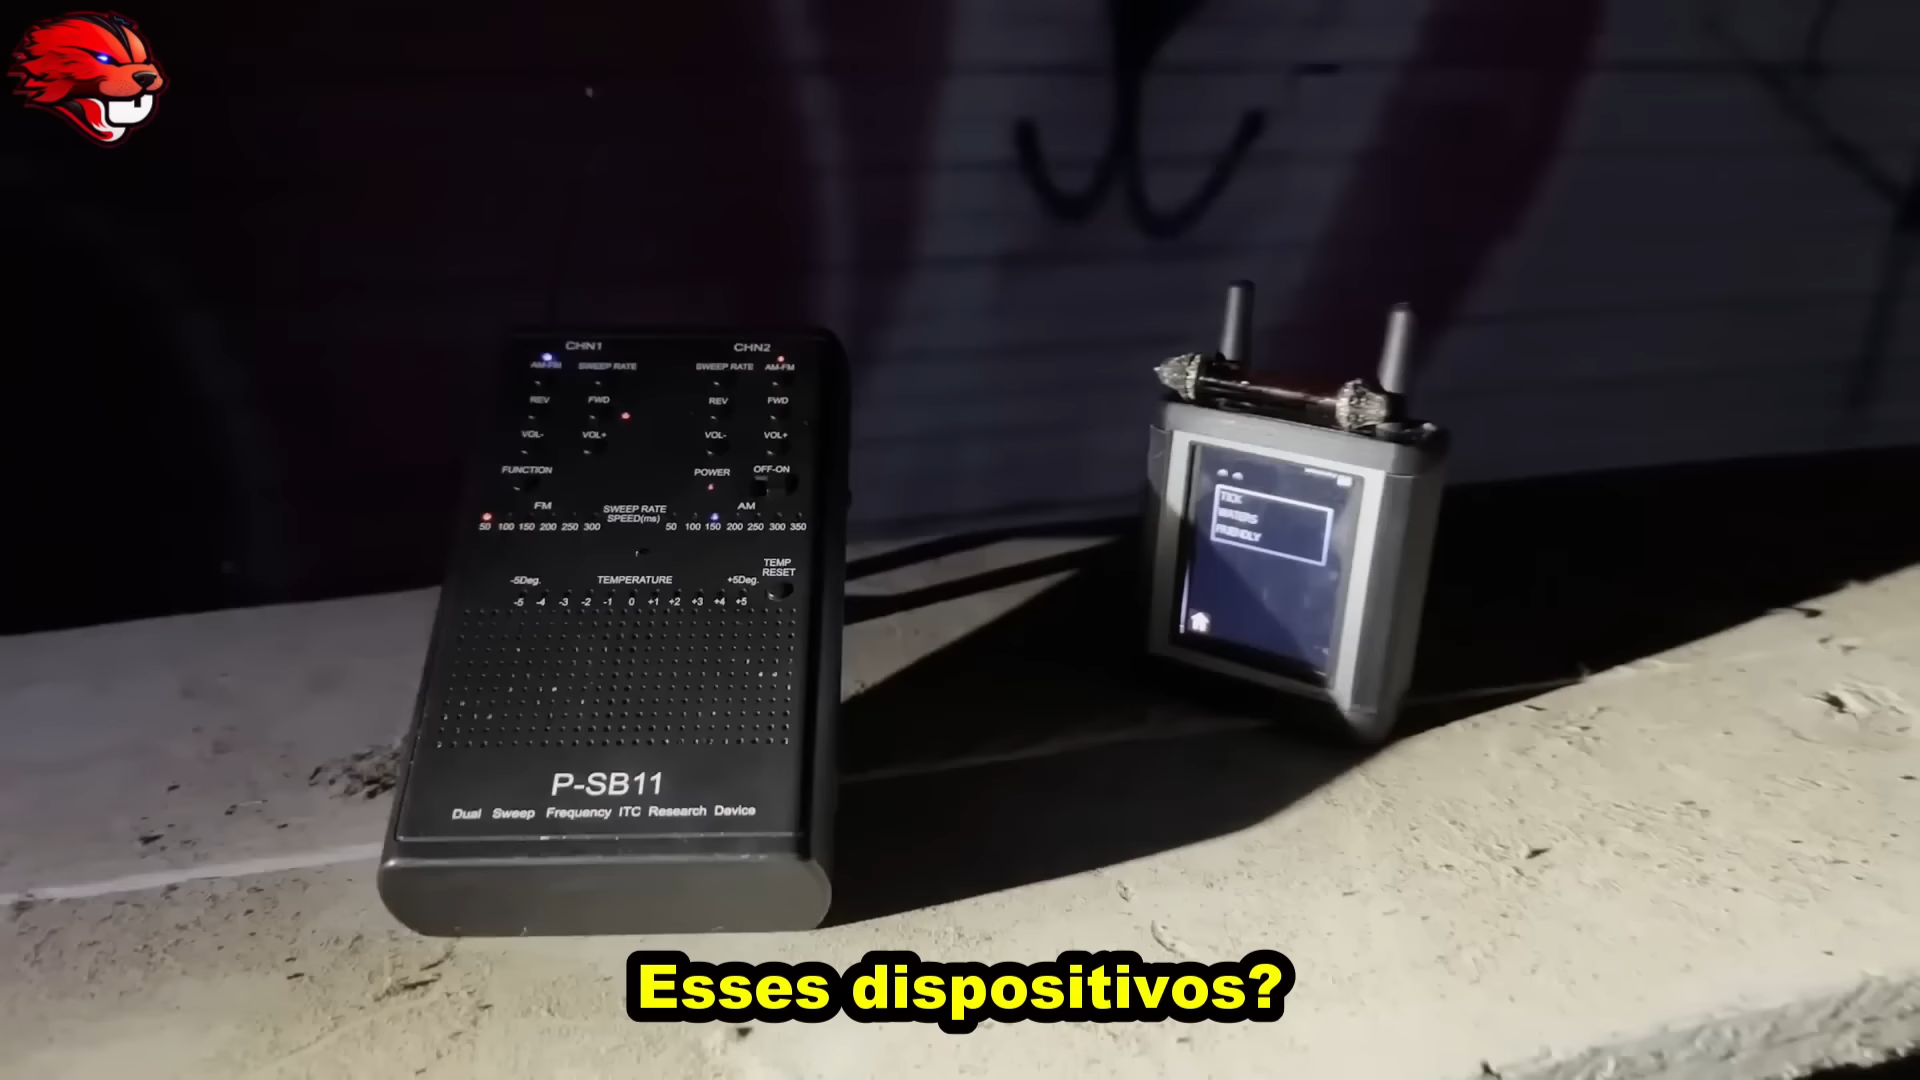 CHN1 CHN2
AM-FM SWEEP RATE SWEEP RATE AM-FM
REV FWD REV FWD
VOL- VOL+ VOL- VOL+
FUNCTION POWER OFF-ON
FM SWEEP RATE AM
SPEED(ms)
50 100 150 200 250 300 50 100 150 200 250 300 350
TEMP
RESET
-5Deg. TEMPERATURE +5Deg.
-5 -4 -3 -2 -1 0 +1 +2 +3 +4 +5
P-SB11
Dual Sweep Frequency ITC Research Device
TICK
WATERS
FRIENDLY
Esses dispositivos?